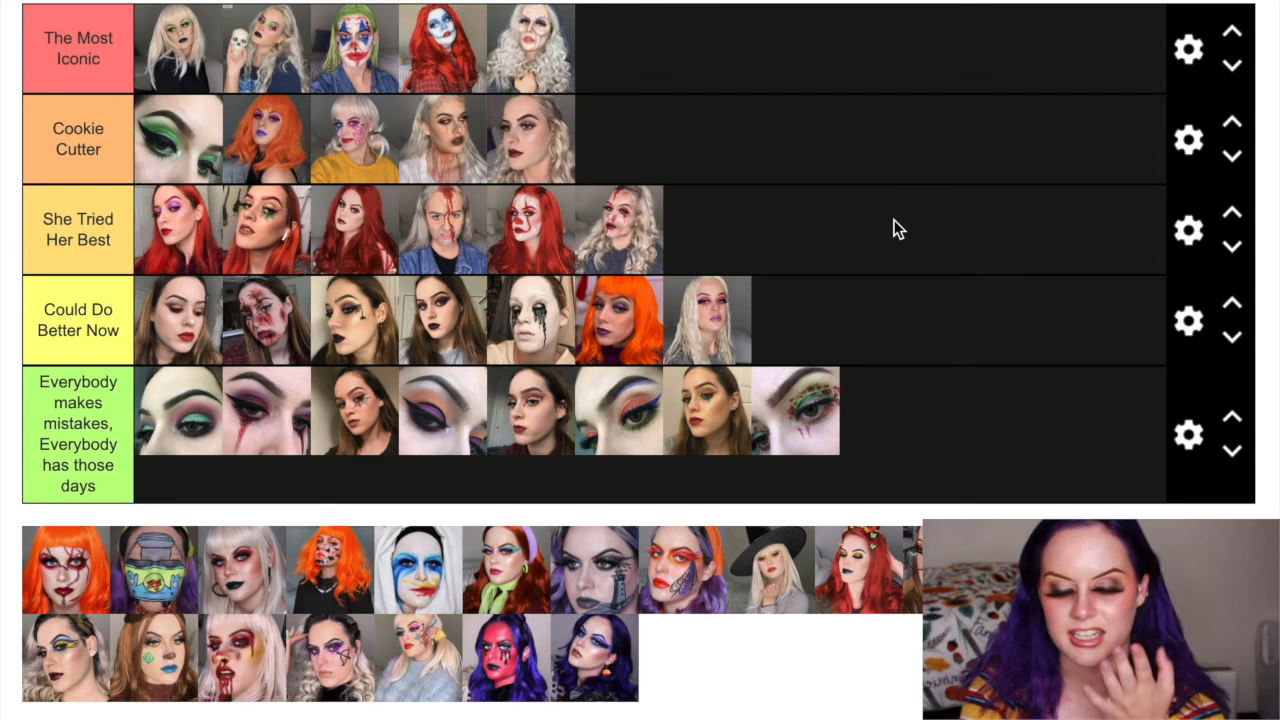 The Most
Iconic
Cookie
Cutter
She Tried
Her Best
Could Do
Better Now
Everybody
makes
mistakes,
Everybody
has those
days